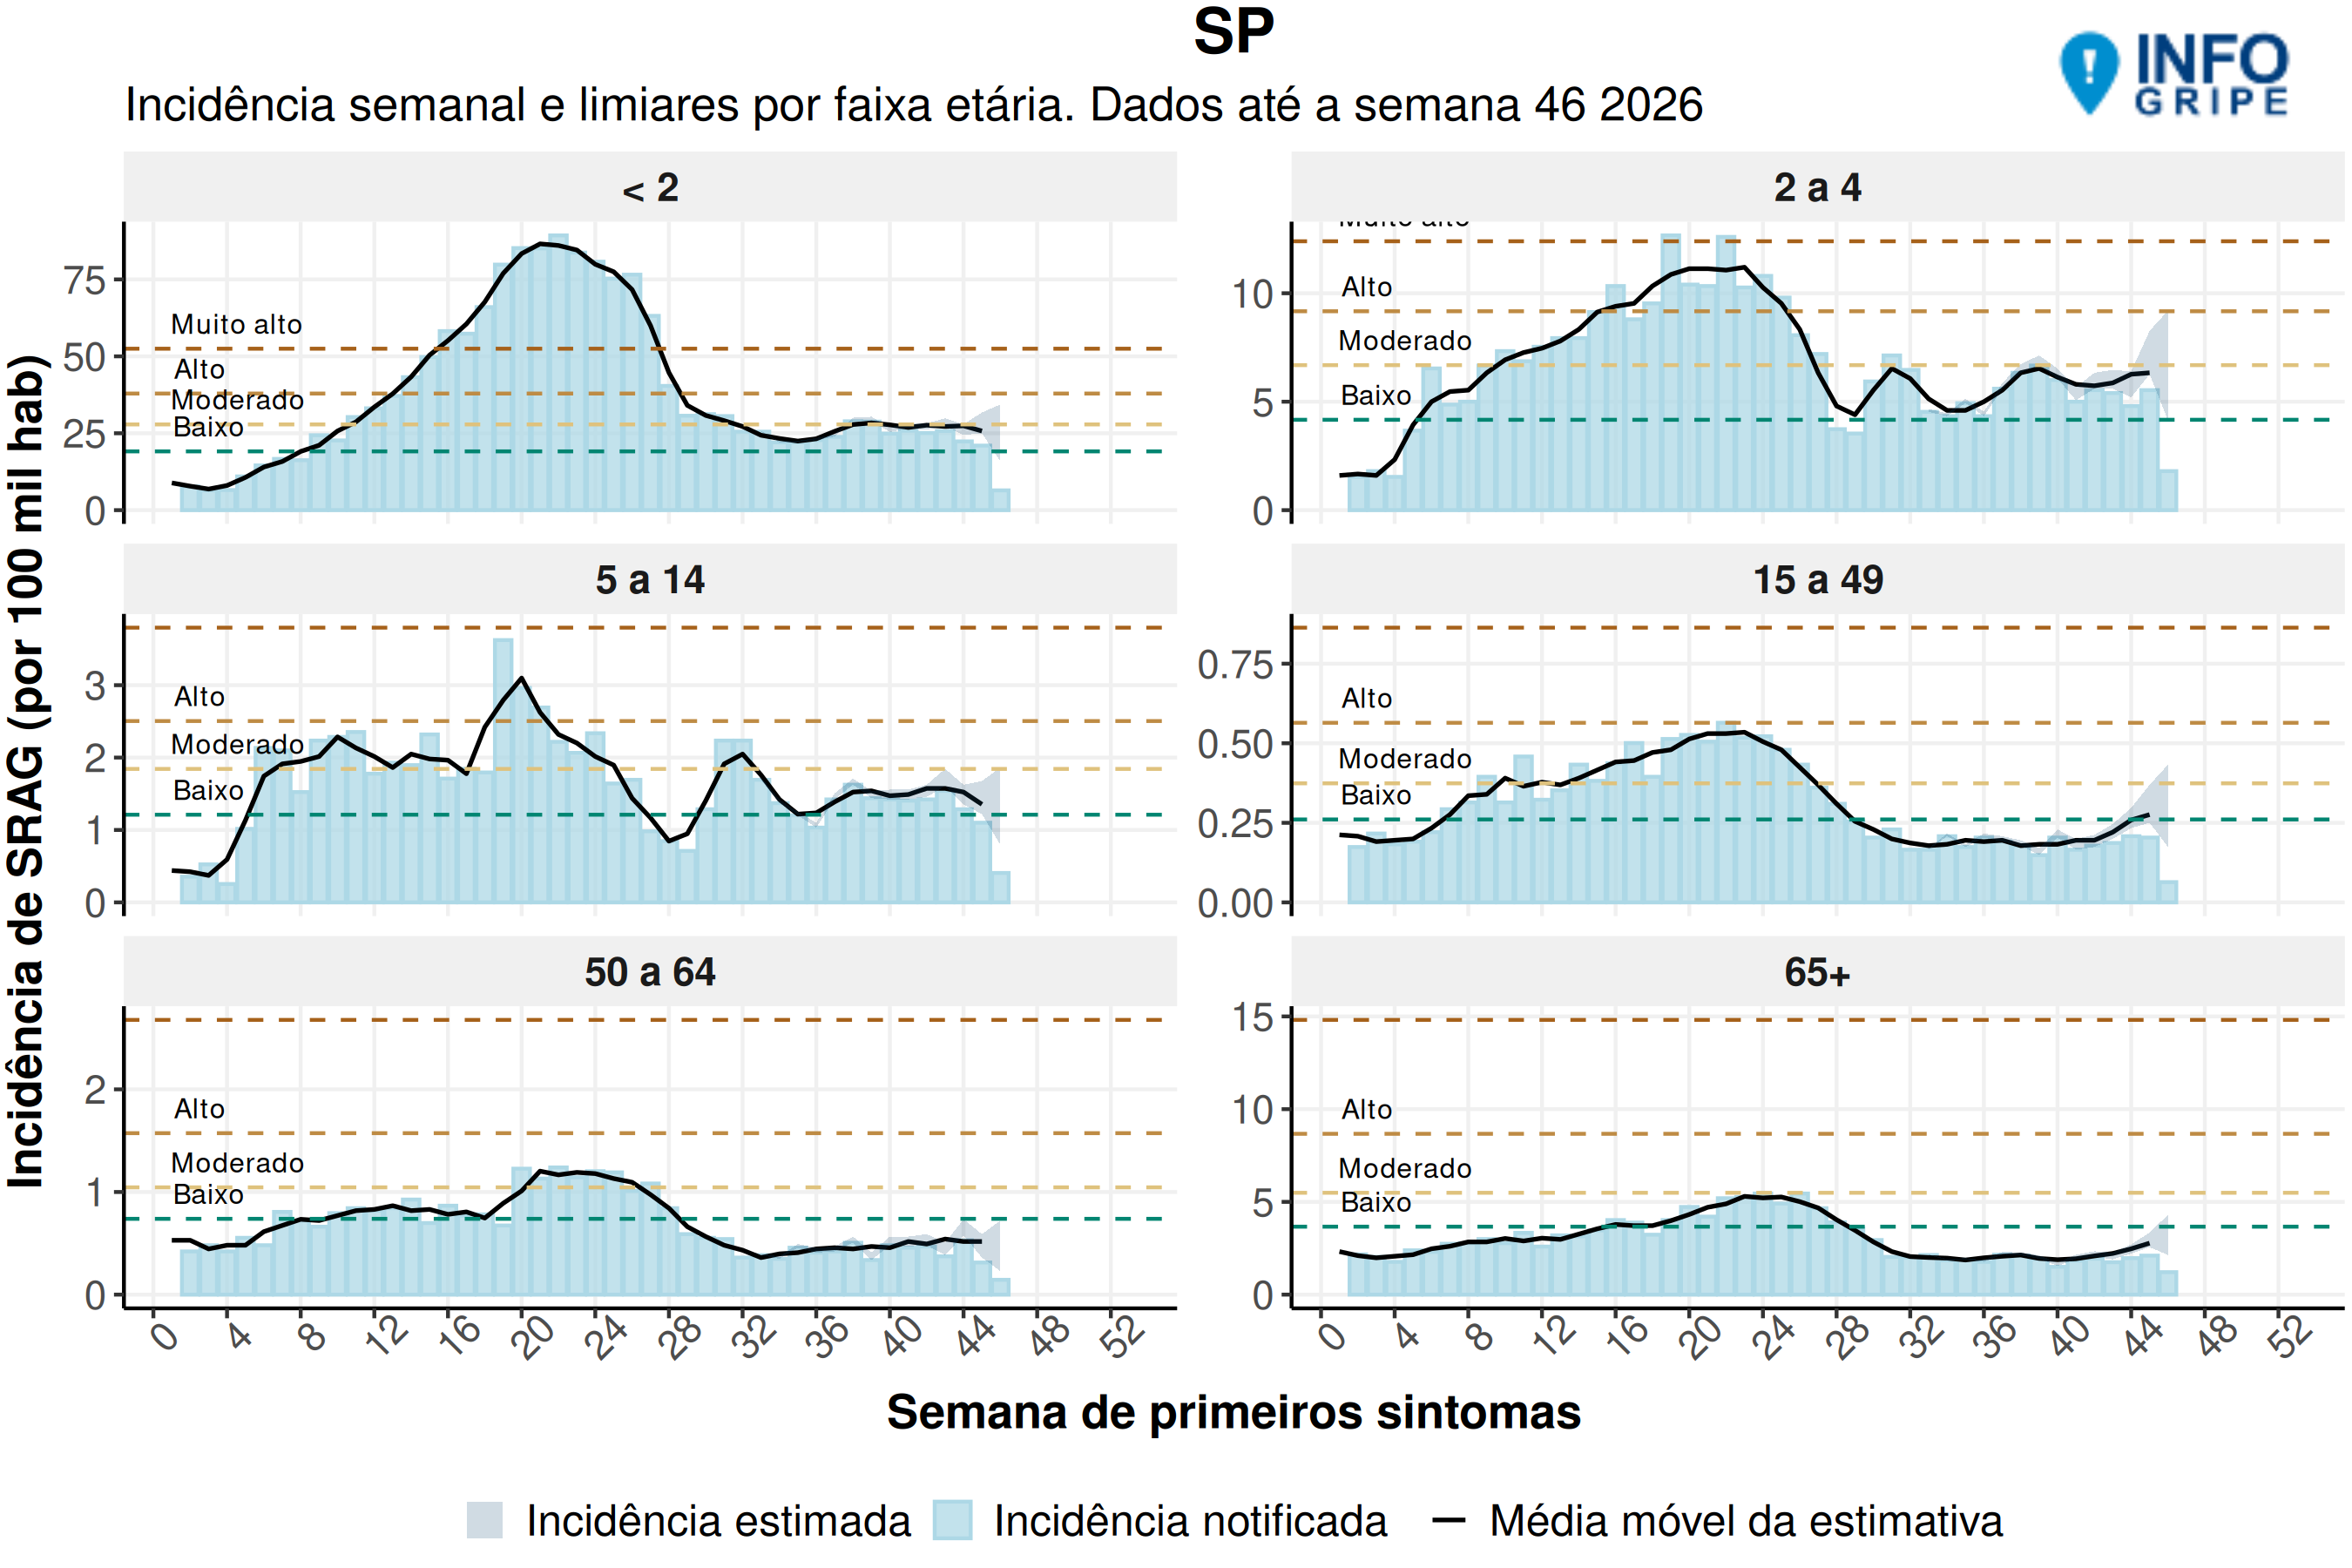 SP
INFO
GRIPE
Incidência semanal e limiares por faixa etária. Dados até a semana 46 2026
Incidência de SRAG (por 100 mil hab)
< 2
75
50
25
0
Muito alto
Alto
Moderado
Baixo
2 a 4
10
5
0
Muito alto
Alto
Moderado
Baixo
5 a 14
3
2
1
0
Alto
Moderado
Baixo
15 a 49
0.75
0.50
0.25
0.00
Alto
Moderado
Baixo
50 a 64
2
1
0
Alto
Moderado
Baixo
0 4 8 12 16 20 24 28 32 36 40 44 48 52
65+
15
10
5
0
Alto
Moderado
Baixo
0 4 8 12 16 20 24 28 32 36 40 44 48 52
Semana de primeiros sintomas
Incidência estimada Incidência notificada Média móvel da estimativa